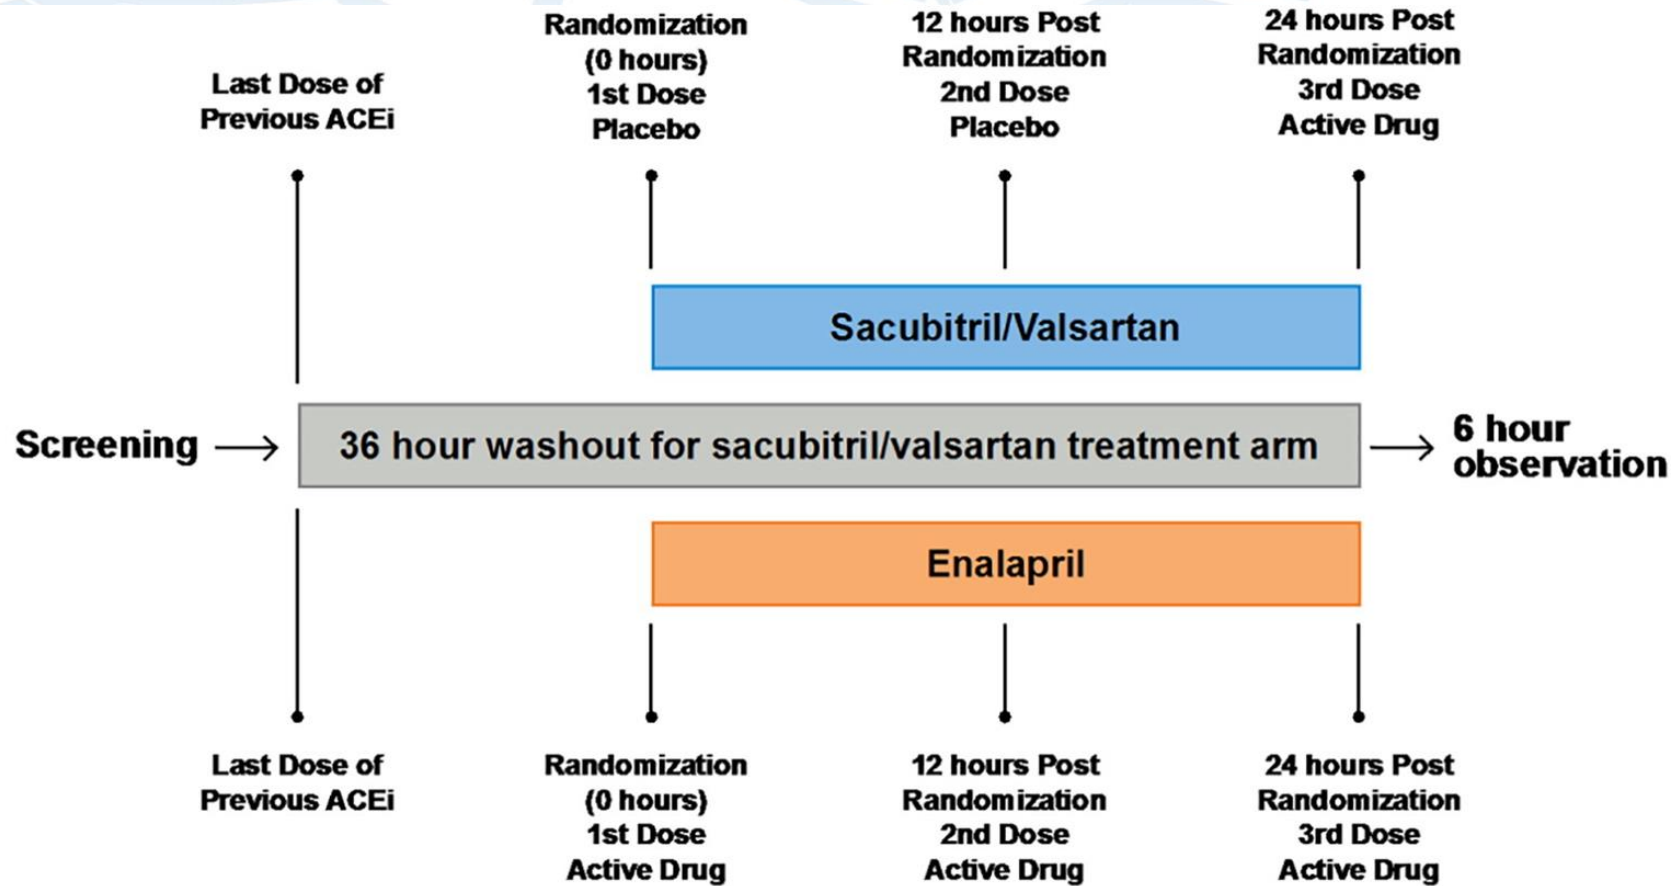 Last Dose of
Previous ACEi
Randomization
(0 hours)
1st Dose
Placebo
12 hours Post
Randomization
2nd Dose
Placebo
24 hours Post
Randomization
3rd Dose
Active Drug
Sacubitril/Valsartan
Screening
36 hour washout for sacubitril/valsartan treatment arm
6 hour
observation
Enalapril
Last Dose of
Previous ACEi
Randomization
(0 hours)
1st Dose
Active Drug
12 hours Post
Randomization
2nd Dose
Active Drug
24 hours Post
Randomization
3rd Dose
Active Drug